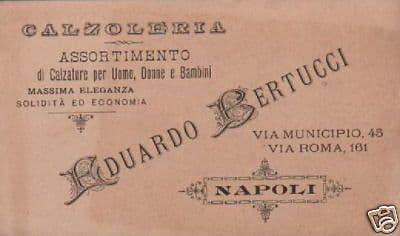 CALZOLERIA
ASSORTIMENTO
di Calzature per Uomo, Donne e Bambini
MASSIMA ELEGANZA
SOLIDITÀ ED ECONOMIA
EDUARDO BERTUCCI
VIA MUNICIPIO, 45
VIA ROMA, 161
NAPOLI